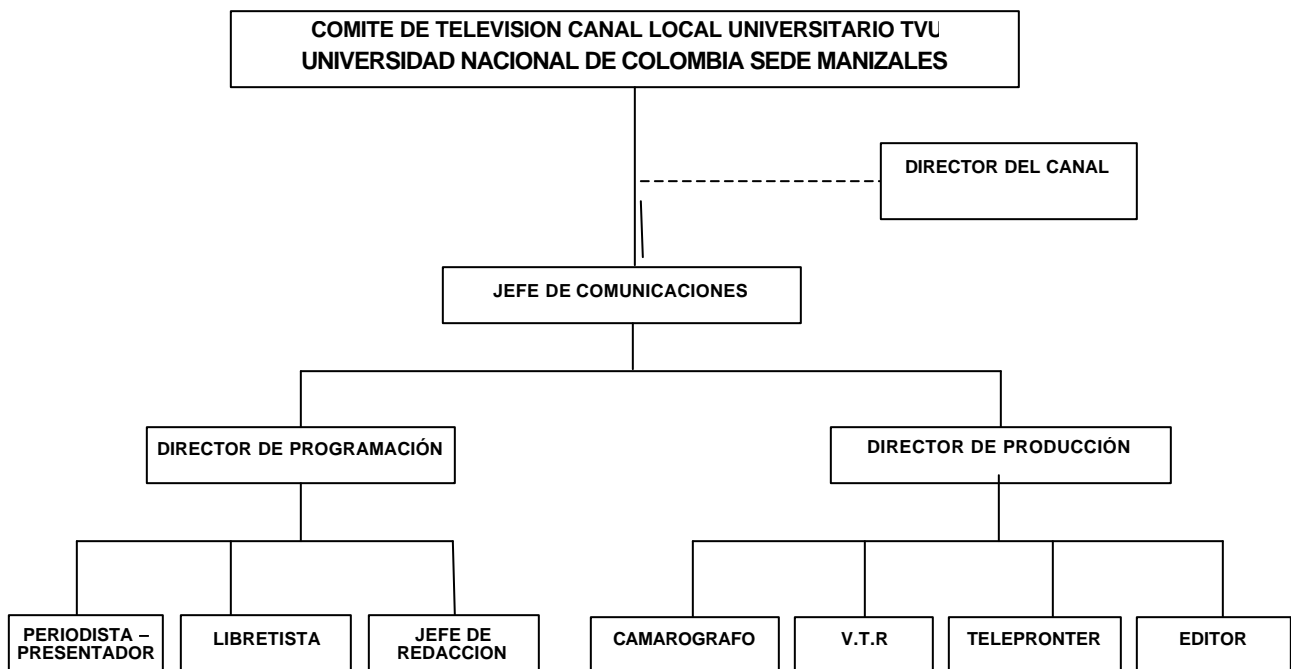 COMITE DE TELEVISION CANAL LOCAL UNIVERSITARIO TVU
UNIVERSIDAD NACIONAL DE COLOMBIA SEDE MANIZALES
DIRECTOR DEL CANAL
JEFE DE COMUNICACIONES
DIRECTOR DE PROGRAMACIÓN
DIRECTOR DE PRODUCCIÓN
PERIODISTA –
PRESENTADOR
LIBRETISTA
JEFE DE
REDACCION
CAMAROGRAFO
V.T.R
TELEPRONTER
EDITOR